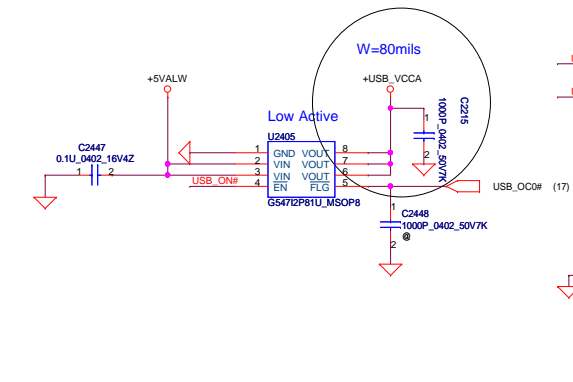 W=80mils
+5VALW
+USB_VCCA
Low Active
U2405
C2215
1000P_0402_50V7K
1
2
C2447
0.1U_0402_16V4Z
1
2
1
GND
VOUT
8
2
VIN
VOUT
7
3
VIN
VOUT
6
USB_ON#
4
EN
FLG
5
G547I2P81U_MSOP8
USB_OC0#
(17)
1
C2448
1000P_0402_50V7K
@
2